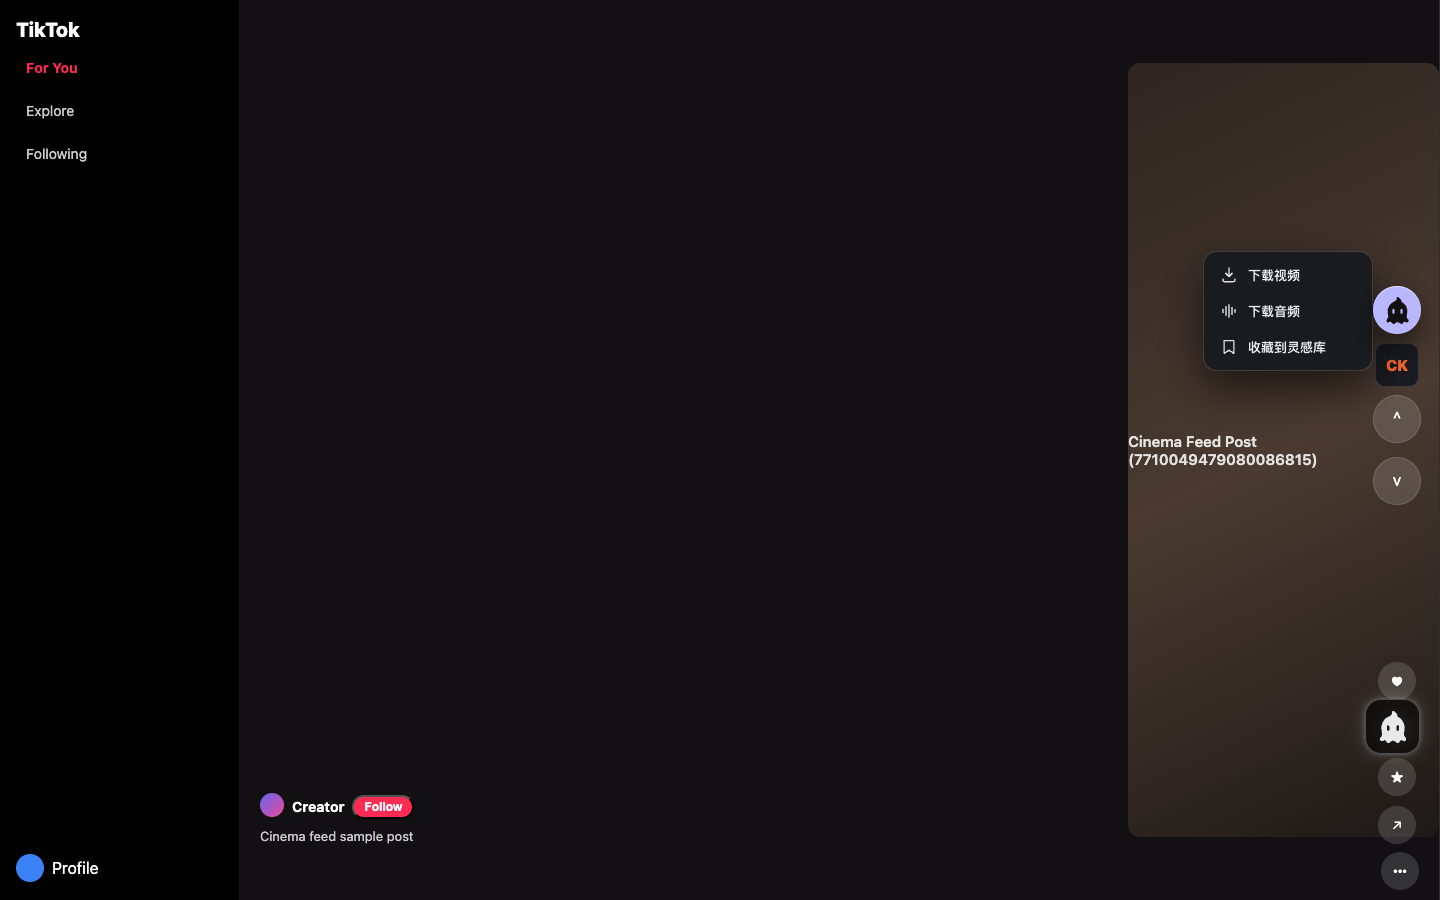 TikTok
For You
Explore
Following
下载视频
下载音频
收藏到灵感库
CK
Cinema Feed Post
(7710049479080086815)
Creator
Follow
Cinema feed sample post
Profile